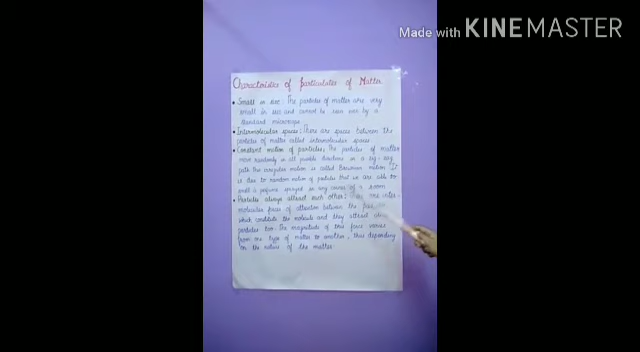 Made with KINEMASTER
Characteristics of Particulates of Matter
• Small in size: The particles of matter are very
small in size and cannot be seen even by a
standard microscope.
• Intermolecular spaces: There are spaces between the
particles of matter called intermolecular spaces
• Constant motion of particles: The particles of matter
move randomly in all possible directions in a zig-zag
path. The irregular motion is called Brownian motion. It
is due to random motion of particles that we are able to
smell a perfume sprayed in any corner of a room
• Particles always attract each other: There are inter-
molecular forces of attraction between the
which constitute the molecule and they attract
particles too. The magnitude of this force varies
from one type of matter to another, thus depending
on the nature of the matter.